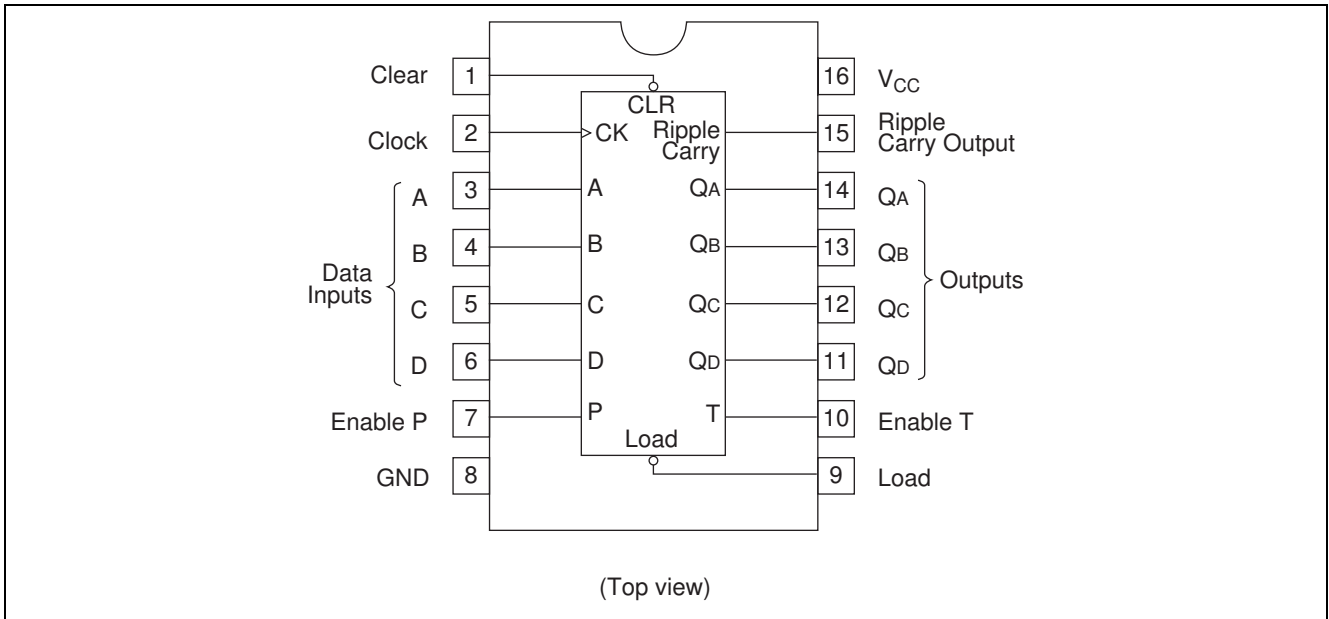 Clear 1 16 VCC
CLR
Clock 2 CK Ripple Carry 15 Ripple Carry Output
A 3 A QA 14 QA
B 4 B QB 13 QB
Data Inputs
Outputs
C 5 C QC 12 QC
D 6 D QD 11 QD
Enable P 7 P T 10 Enable T
Load
GND 8 9 Load
(Top view)